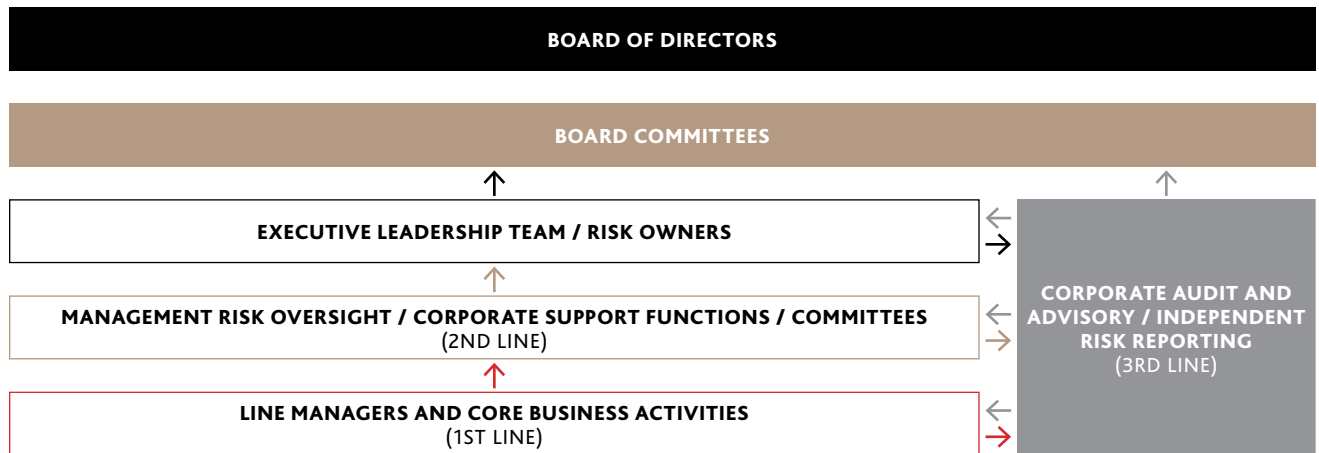 BOARD OF DIRECTORS
BOARD COMMITTEES
EXECUTIVE LEADERSHIP TEAM / RISK OWNERS
MANAGEMENT RISK OVERSIGHT / CORPORATE SUPPORT FUNCTIONS / COMMITTEES
(2ND LINE)
LINE MANAGERS AND CORE BUSINESS ACTIVITIES
(1ST LINE)
CORPORATE AUDIT AND
ADVISORY / INDEPENDENT
RISK REPORTING
(3RD LINE)